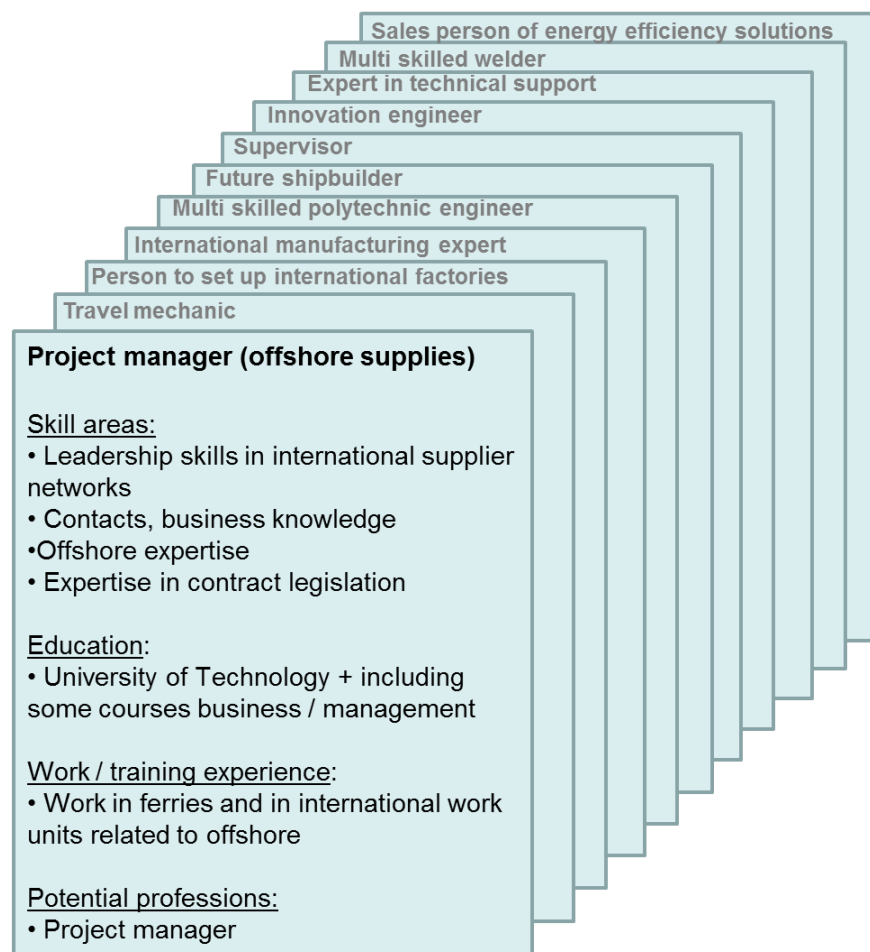 Sales person of energy efficiency solutions
Multi skilled welder
Expert in technical support
Innovation engineer
Supervisor
Future shipbuilder
Multi skilled polytechnic engineer
International manufacturing expert
Person to set up international factories
Travel mechanic
Project manager (offshore supplies)
Skill areas:
• Leadership skills in international supplier
networks
• Contacts, business knowledge
•Offshore expertise
• Expertise in contract legislation
Education:
• University of Technology + including
some courses business / management
Work / training experience:
• Work in ferries and in international work
units related to offshore
Potential professions:
• Project manager